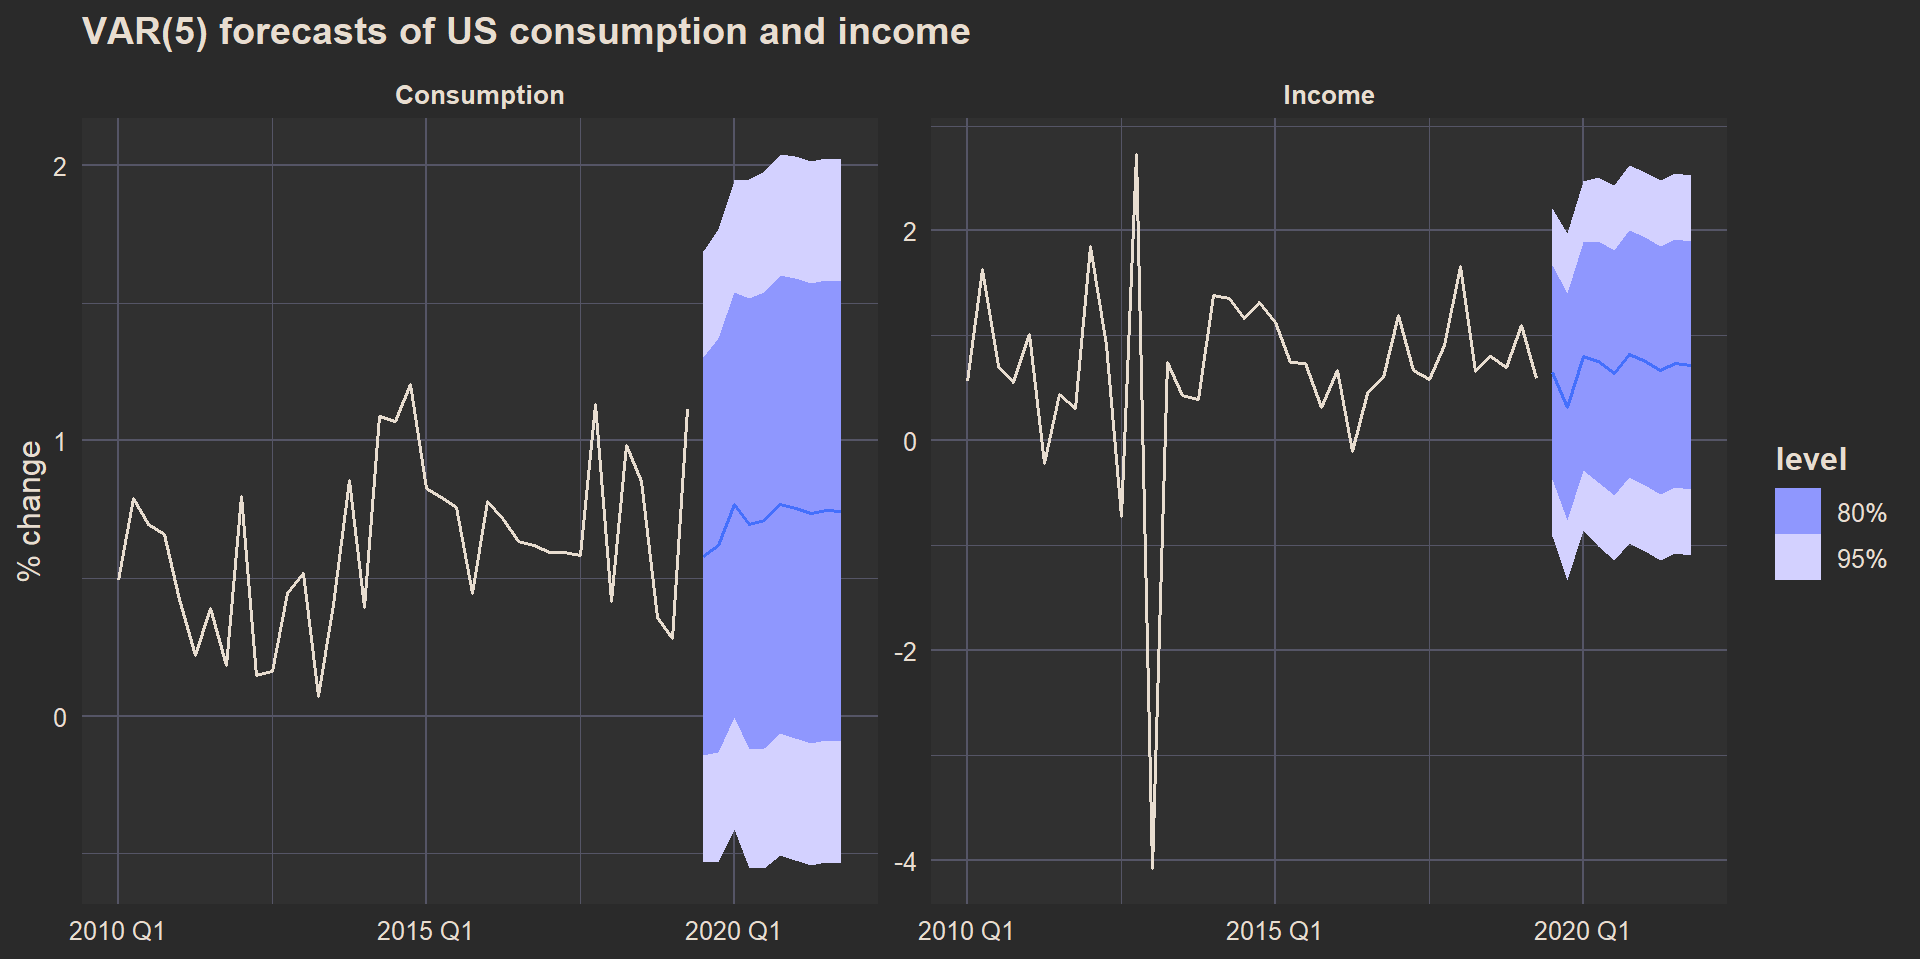 VAR(5) forecasts of US consumption and income
Consumption
Income
% change
2
1
0
2
0
-2
-4
2010 Q1
2015 Q1
2020 Q1
2010 Q1
2015 Q1
2020 Q1
level
80%
95%